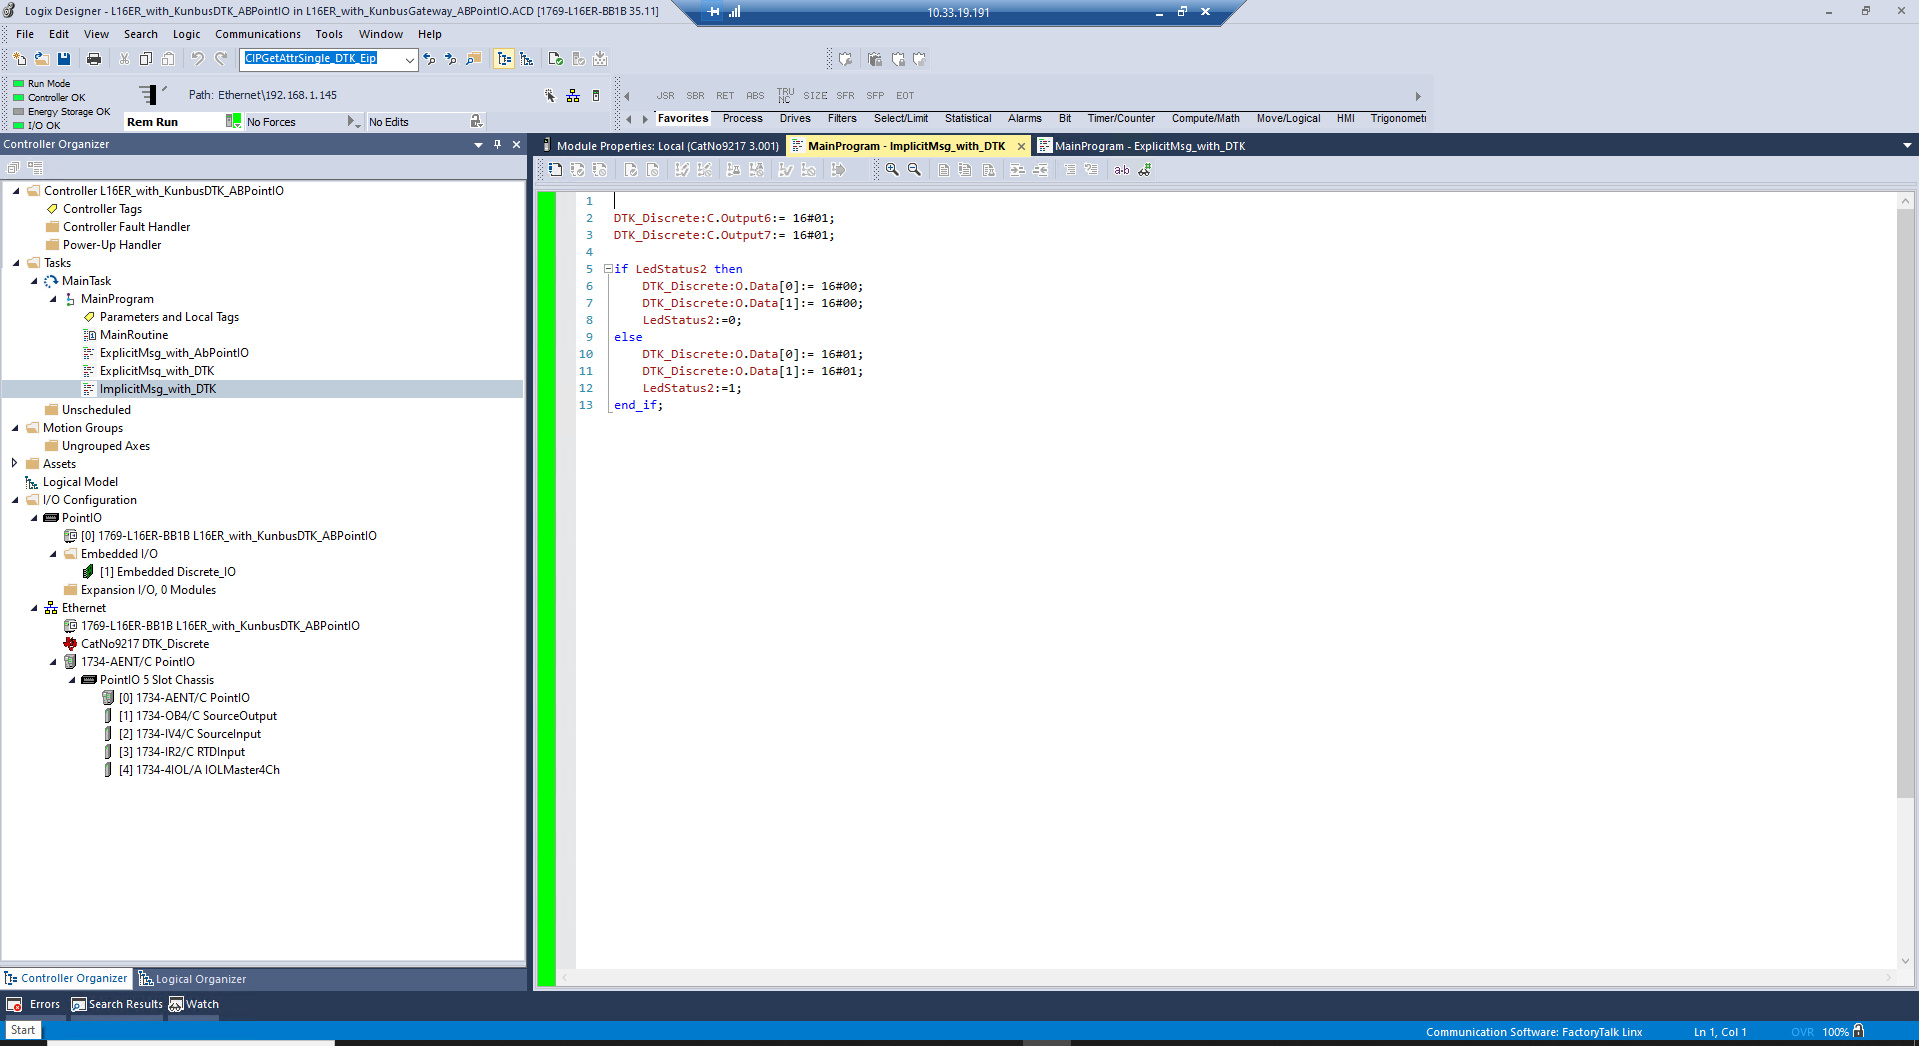 Logix Designer - L16ER_with_KunbusDTK_ABPointIO in L16ER_with_KunbusGateway_ABPointIO.ACD [1769-L16ER-BB1B 35.11]
10.33.19.191
File Edit View Search Logic Communications Tools Window Help
CIPGetAttrSingle_DTK_Eip
Run Mode
Controller OK
Energy Storage OK
I/O OK
Path: Ethernet\192.168.1.145
Rem Run
No Forces
No Edits
JSR SBR RET ABS TRUNC SIZE SFR SFP EOT
Favorites Process Drives Filters Select/Limit Statistical Alarms Bit Timer/Counter Compute/Math Move/Logical HMI Trigonometi
Controller Organizer
Module Properties: Local (CatNo9217 3.001)
MainProgram - ImplicitMsg_with_DTK
MainProgram - ExplicitMsg_with_DTK
a-b
Controller L16ER_with_KunbusDTK_ABPointIO
Controller Tags
Controller Fault Handler
Power-Up Handler
Tasks
MainTask
MainProgram
Parameters and Local Tags
MainRoutine
ExplicitMsg_with_AbPointIO
ExplicitMsg_with_DTK
ImplicitMsg_with_DTK
Unscheduled
Motion Groups
Ungrouped Axes
Assets
Logical Model
I/O Configuration
PointIO
[0] 1769-L16ER-BB1B L16ER_with_KunbusDTK_ABPointIO
Embedded I/O
[1] Embedded Discrete_IO
Expansion I/O, 0 Modules
Ethernet
1769-L16ER-BB1B L16ER_with_KunbusDTK_ABPointIO
CatNo9217 DTK_Discrete
1734-AENT/C PointIO
PointIO 5 Slot Chassis
[0] 1734-AENT/C PointIO
[1] 1734-OB4/C SourceOutput
[2] 1734-IV4/C SourceInput
[3] 1734-IR2/C RTDInput
[4] 1734-4IOL/A IOLMaster4Ch
1
2 DTK_Discrete:C.Output6:= 16#01;
3 DTK_Discrete:C.Output7:= 16#01;
4
5 if LedStatus2 then
6 DTK_Discrete:O.Data[0]:= 16#00;
7 DTK_Discrete:O.Data[1]:= 16#00;
8 LedStatus2:=0;
9 else
10 DTK_Discrete:O.Data[0]:= 16#01;
11 DTK_Discrete:O.Data[1]:= 16#01;
12 LedStatus2:=1;
13 end_if;
Controller Organizer
Logical Organizer
Errors
Search Results
Watch
Start
Communication Software: FactoryTalk Linx
Ln 1, Col 1
OVR
100%